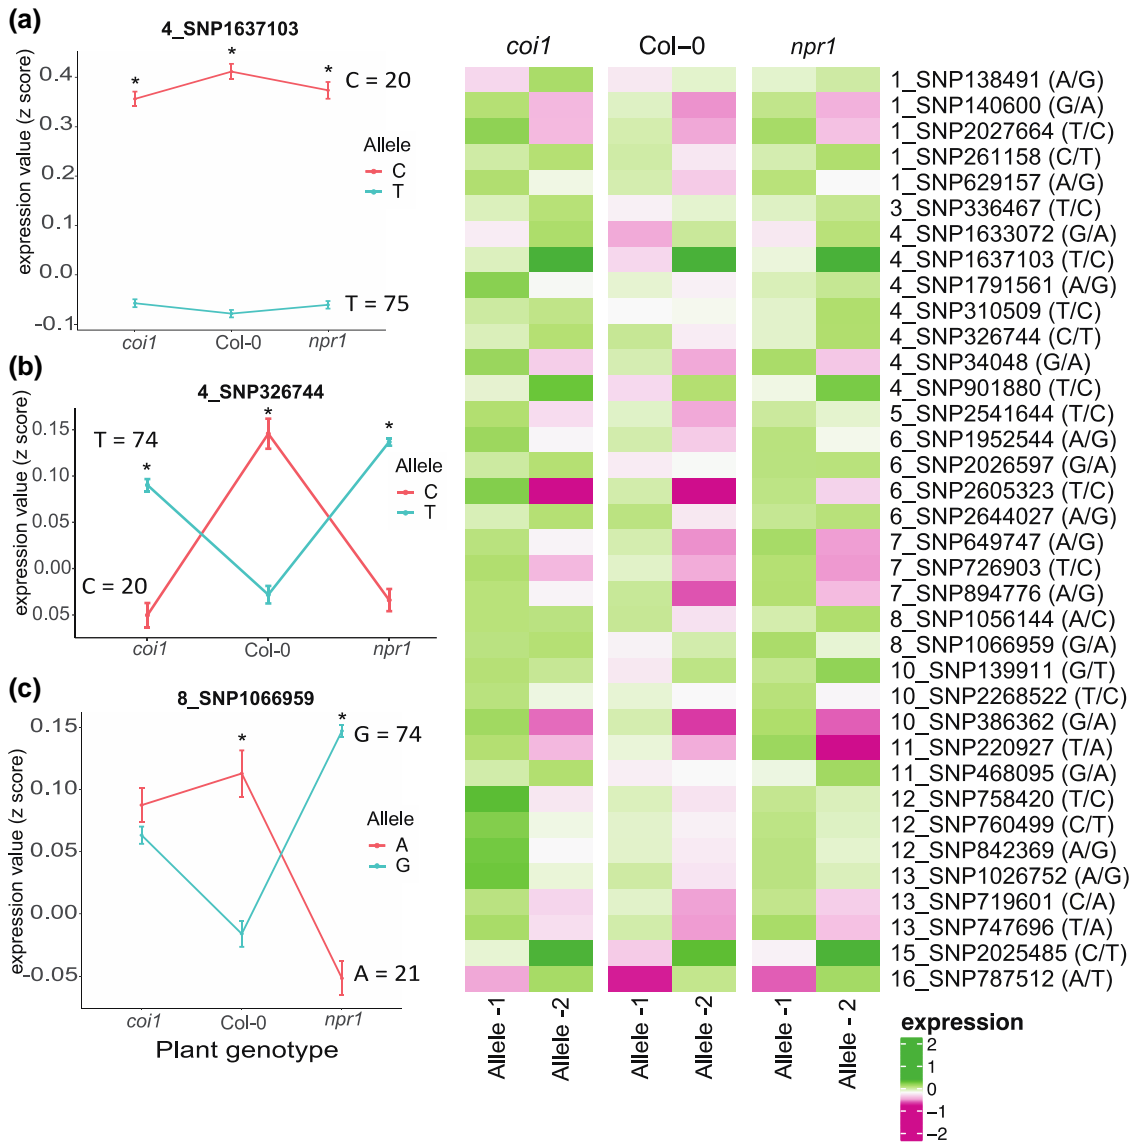 (a)
4_SNP1637103
expression value (z score)
0.4
0.3
0.2
0.1
0.0
-0.1
* * *
C = 20
Allele
C
T
T = 75
coi1 Col-0 npr1
(b)
4_SNP326744
expression value (z score)
0.15
0.10
0.05
0.00
0.05
T = 74
* * *
Allele
C
T
C = 20
coi1 Col-0 npr1
(c)
8_SNP1066959
expression value (z score)
0.15
0.10
0.05
0.00
-0.05
* *
G = 74
Allele
A
G
A = 21
coi1 Col-0 npr1
Plant genotype
coi1 Col–0 npr1
1_SNP138491 (A/G)
1_SNP140600 (G/A)
1_SNP2027664 (T/C)
1_SNP261158 (C/T)
1_SNP629157 (A/G)
3_SNP336467 (T/C)
4_SNP1633072 (G/A)
4_SNP1637103 (T/C)
4_SNP1791561 (A/G)
4_SNP310509 (T/C)
4_SNP326744 (C/T)
4_SNP34048 (G/A)
4_SNP901880 (T/C)
5_SNP2541644 (T/C)
6_SNP1952544 (A/G)
6_SNP2026597 (G/A)
6_SNP2605323 (T/C)
6_SNP2644027 (A/G)
7_SNP649747 (A/G)
7_SNP726903 (T/C)
7_SNP894776 (A/G)
8_SNP1056144 (A/C)
8_SNP1066959 (G/A)
10_SNP139911 (G/T)
10_SNP2268522 (T/C)
10_SNP386362 (G/A)
11_SNP220927 (T/A)
11_SNP468095 (G/A)
12_SNP758420 (T/C)
12_SNP760499 (C/T)
12_SNP842369 (A/G)
13_SNP1026752 (A/G)
13_SNP719601 (C/A)
13_SNP747696 (T/A)
15_SNP2025485 (C/T)
16_SNP787512 (A/T)
Allele -1
Allele -2
Allele -1
Allele -2
Allele -1
Allele - 2
expression
2
1
0
−1
−2